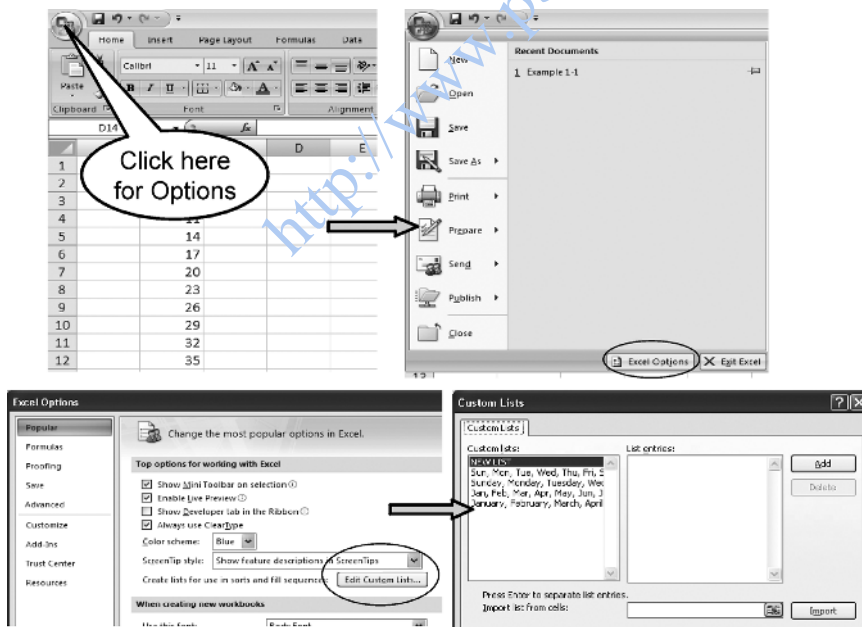 Home Insert Page Layout Formulas Data
Calibri 11 A A
Paste B I U A
Clipboard Font Alignment
D14 fx
D E
Click here
for Options
1
2
3
4 11
5 14
6 17
7 20
8 23
9 26
10 29
11 32
12 35
New
Open
Save
Save As
Print
Prepare
Send
Publish
Close
Recent Documents
1 Example 1-1
Excel Options X Exit Excel
http://www.p
Excel Options
Popular
Formulas
Proofing
Save
Advanced
Customize
Add-Ins
Trust Center
Resources
Change the most popular options in Excel.
Top options for working with Excel
Show Mini Toolbar on selection
Enable Live Preview
Show Developer tab in the Ribbon
Always use ClearType
Color scheme: Blue
ScreenTip style: Show feature descriptions in ScreenTips
Create lists for use in sorts and fill sequences: Edit Custom Lists...
When creating new workbooks
Use this font: Body Font
Custom Lists
Custom Lists
Custom lists: List entries:
NEW LIST
Sun, Mon, Tue, Wed, Thu, Fri, S
Sunday, Monday, Tuesday, Wed
Jan, Feb, Mar, Apr, May, Jun, J
January, February, March, April
Add
Delete
Press Enter to separate list entries.
Import list from cells: Import